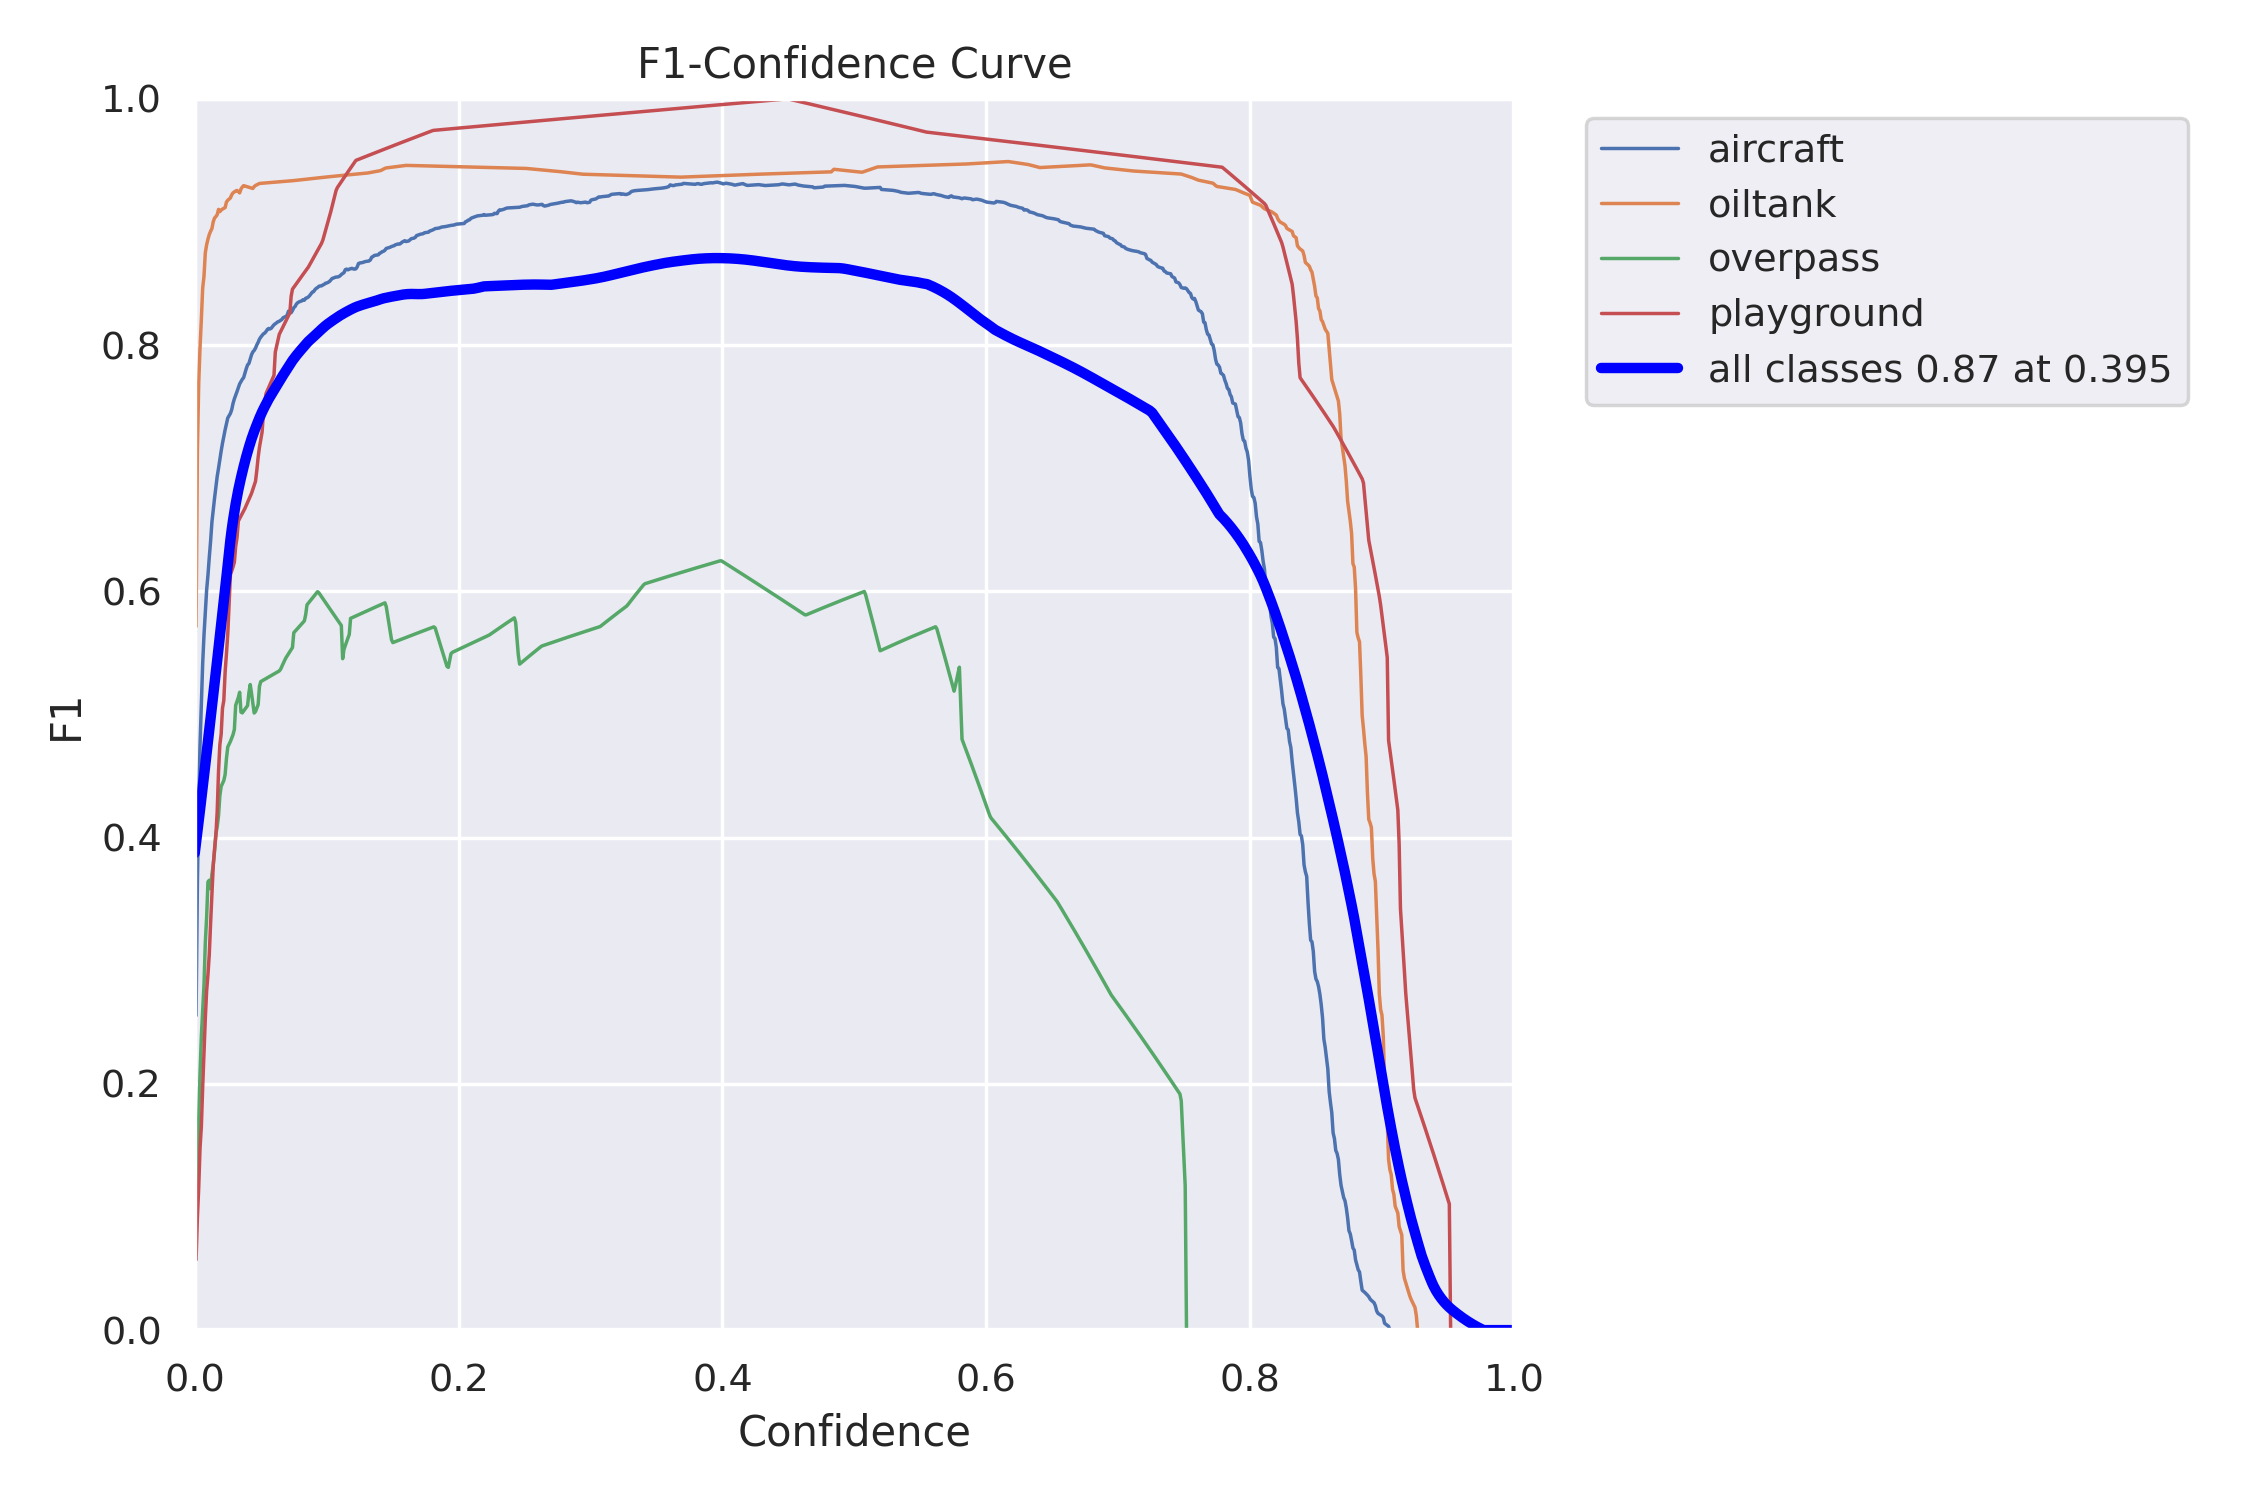 F1-Confidence Curve
1.0
0.8
0.6
0.4
0.2
0.0
F1
0.0 0.2 0.4 0.6 0.8 1.0
Confidence
aircraft
oiltank
overpass
playground
all classes 0.87 at 0.395